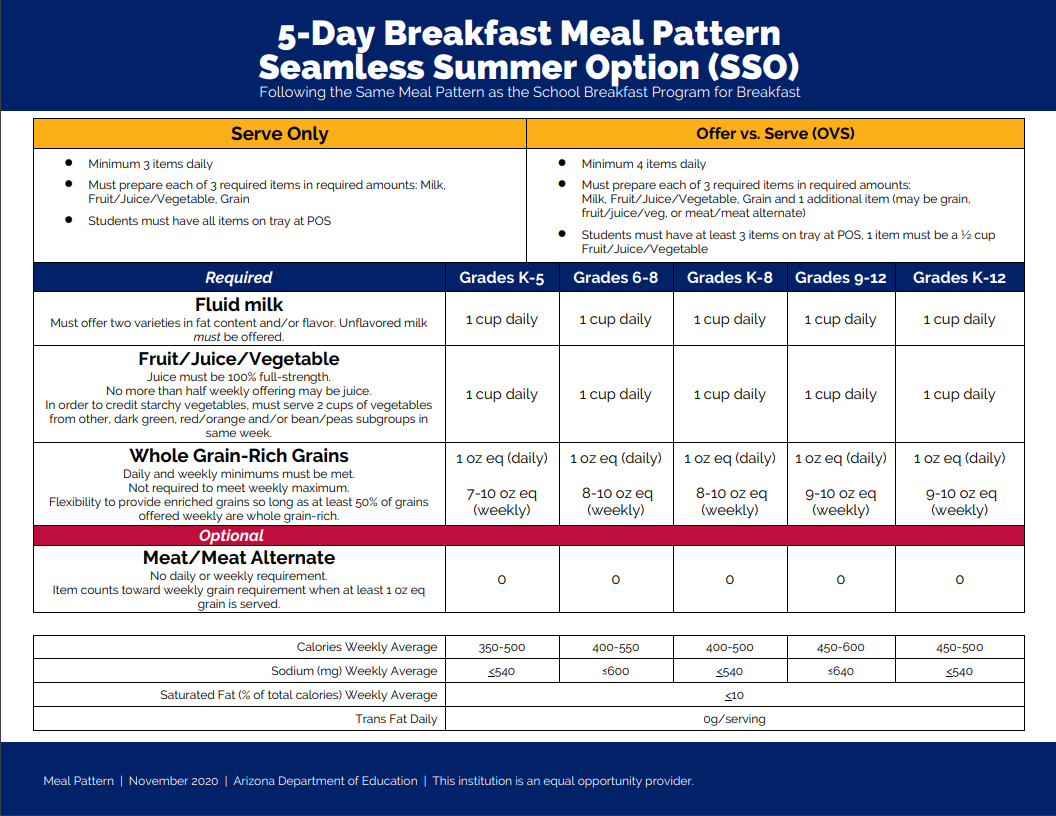 5-Day Breakfast Meal Pattern
Seamless Summer Option (SSO)
Following the Same Meal Pattern as the School Breakfast Program for Breakfast
Serve Only
● Minimum 3 items daily
● Must prepare each of 3 required items in required amounts: Milk,
Fruit/Juice/Vegetable, Grain
● Students must have all items on tray at POS
Offer vs. Serve (OVS)
● Minimum 4 items daily
● Must prepare each of 3 required items in required amounts:
Milk, Fruit/Juice/Vegetable, Grain and 1 additional item (may be grain,
fruit/juice/veg, or meat/meat alternate)
● Students must have at least 3 items on tray at POS, 1 item must be a ½ cup
Fruit/Juice/Vegetable
Required Grades K-5 Grades 6-8 Grades K-8 Grades 9-12 Grades K-12
Fluid milk
Must offer two varieties in fat content and/or flavor. Unflavored milk
must be offered.
1 cup daily 1 cup daily 1 cup daily 1 cup daily 1 cup daily
Fruit/Juice/Vegetable
Juice must be 100% full-strength.
No more than half weekly offering may be juice.
In order to credit starchy vegetables, must serve 2 cups of vegetables
from other, dark green, red/orange and/or bean/peas subgroups in
same week.
1 cup daily 1 cup daily 1 cup daily 1 cup daily 1 cup daily
Whole Grain-Rich Grains
Daily and weekly minimums must be met.
Not required to meet weekly maximum.
Flexibility to provide enriched grains so long as at least 50% of grains
offered weekly are whole grain-rich.
1 oz eq (daily) 1 oz eq (daily) 1 oz eq (daily) 1 oz eq (daily) 1 oz eq (daily)
7-10 oz eq 8-10 oz eq 8-10 oz eq 9-10 oz eq 9-10 oz eq
(weekly) (weekly) (weekly) (weekly) (weekly)
Optional
Meat/Meat Alternate
No daily or weekly requirement.
Item counts toward weekly grain requirement when at least 1 oz eq
grain is served.
0 0 0 0 0
Calories Weekly Average 350-500 400-550 400-500 450-600 450-500
Sodium (mg) Weekly Average ≤540 ≤600 ≤540 ≤640 ≤540
Saturated Fat (% of total calories) Weekly Average ≤10
Trans Fat Daily 0g/serving
Meal Pattern | November 2020 | Arizona Department of Education | This institution is an equal opportunity provider.